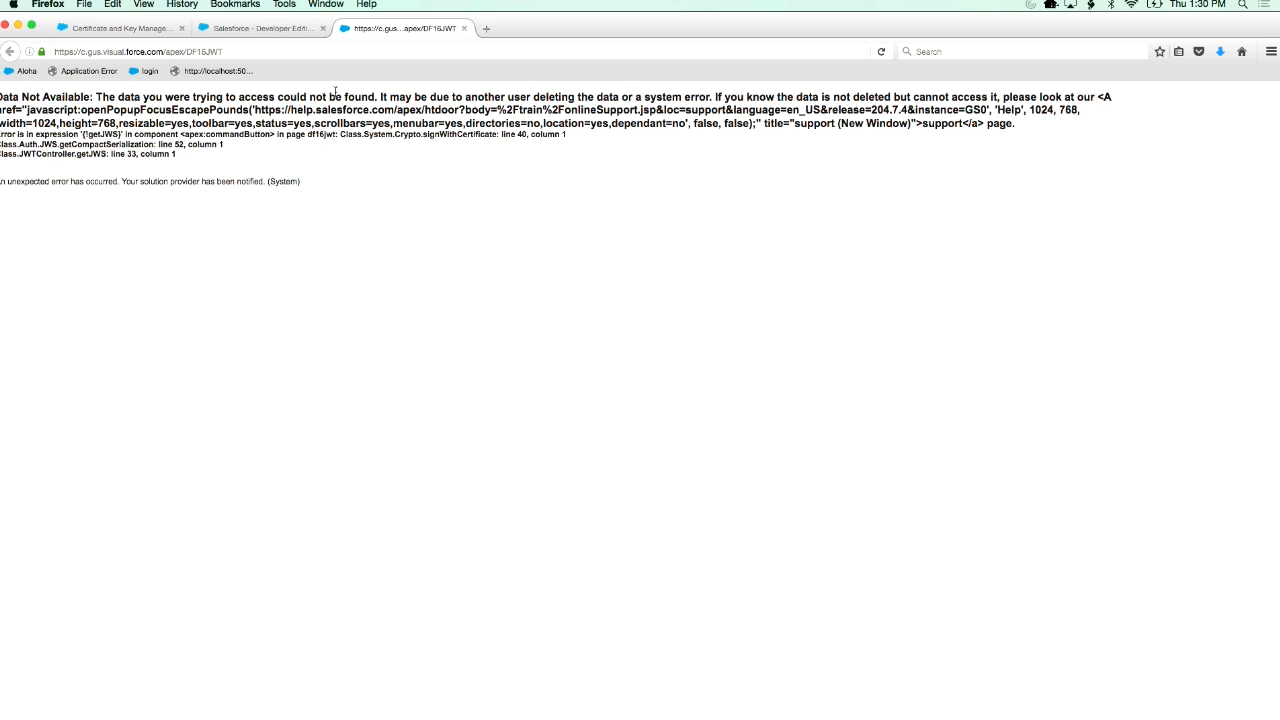 Firefox File Edit View History Bookmarks Tools Window Help Thu 1:30 PM
Certificate and Key Manage... Salesforce - Developer Editi... https://c.gus...apex/DF16JWT
https://c.gus.visual.force.com/apex/DF16JWT Search
Aloha Application Error login http://localhost:50...
Data Not Available: The data you were trying to access could not be found. It may be due to another user deleting the data or a system error. If you know the data is not deleted but cannot access it, please look at our <A
href="javascript:openPopupFocusEscapePounds('https://help.salesforce.com/apex/htdoor?body=%2Ftrain%2FonlineSupport.jsp&loc=support&language=en_US&release=204.7.4&instance=GS0', 'Help', 1024, 768,
'width=1024,height=768,resizable=yes,toolbar=yes,status=yes,scrollbars=yes,menubar=yes,directories=no,location=yes,dependant=no', false, false);" title="support (New Window)">support</a> page.
Error is in expression '{!getJWS}' in component <apex:commandButton> in page df16jwt: Class.System.Crypto.signWithCertificate: line 40, column 1
Class.Auth.JWS.getCompactSerialization: line 52, column 1
Class.JWTController.getJWS: line 33, column 1
An unexpected error has occurred. Your solution provider has been notified. (System)